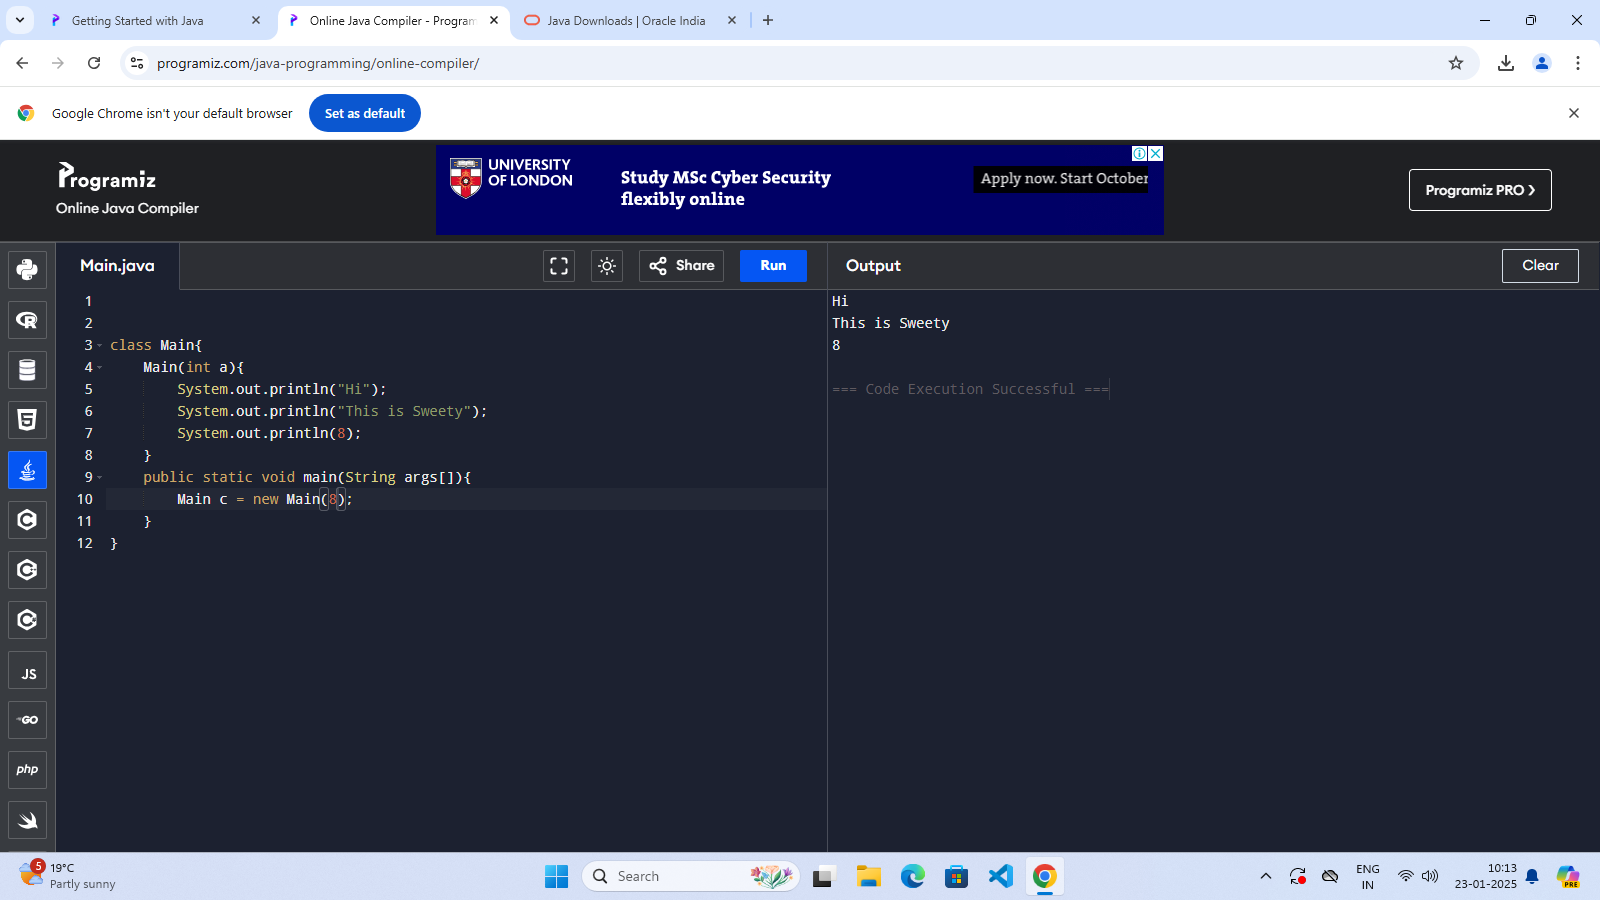 Getting Started with Java
Online Java Compiler - Program
Java Downloads | Oracle India
programiz.com/java-programming/online-compiler/
Google Chrome isn't your default browser
Set as default
Programiz
Online Java Compiler
UNIVERSITY
OF LONDON
Study MSc Cyber Security
flexibly online
Apply now. Start October
Programiz PRO ❯
Main.java
Share
Run
Output
Clear
1
2
3 class Main{
4 Main(int a){
5 System.out.println("Hi");
6 System.out.println("This is Sweety");
7 System.out.println(8);
8 }
9 public static void main(String args[]){
10 Main c = new Main(8);
11 }
12 }
Hi
This is Sweety
8
=== Code Execution Successful ===
R
5
C
C
C
JS
GO
php
5
19°C
Partly sunny
Search
ENG
IN
10:13
23-01-2025
PRE